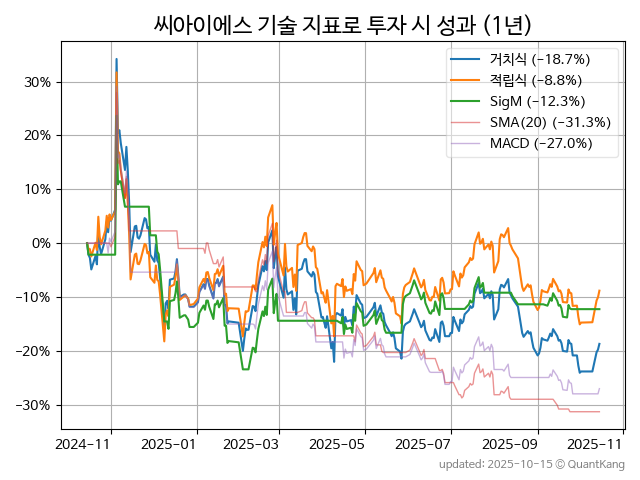 씨아이에스 기술 지표로 투자 시 성과 (1년)
거치식 (−18.7%)
적립식 (−8.8%)
SigM (−12.3%)
SMA(20) (−31.3%)
MACD (−27.0%)
30%
20%
10%
0%
−10%
−20%
−30%
2024-11 2025-01 2025-03 2025-05 2025-07 2025-09 2025-11
updated: 2025-10-15 © QuantKang